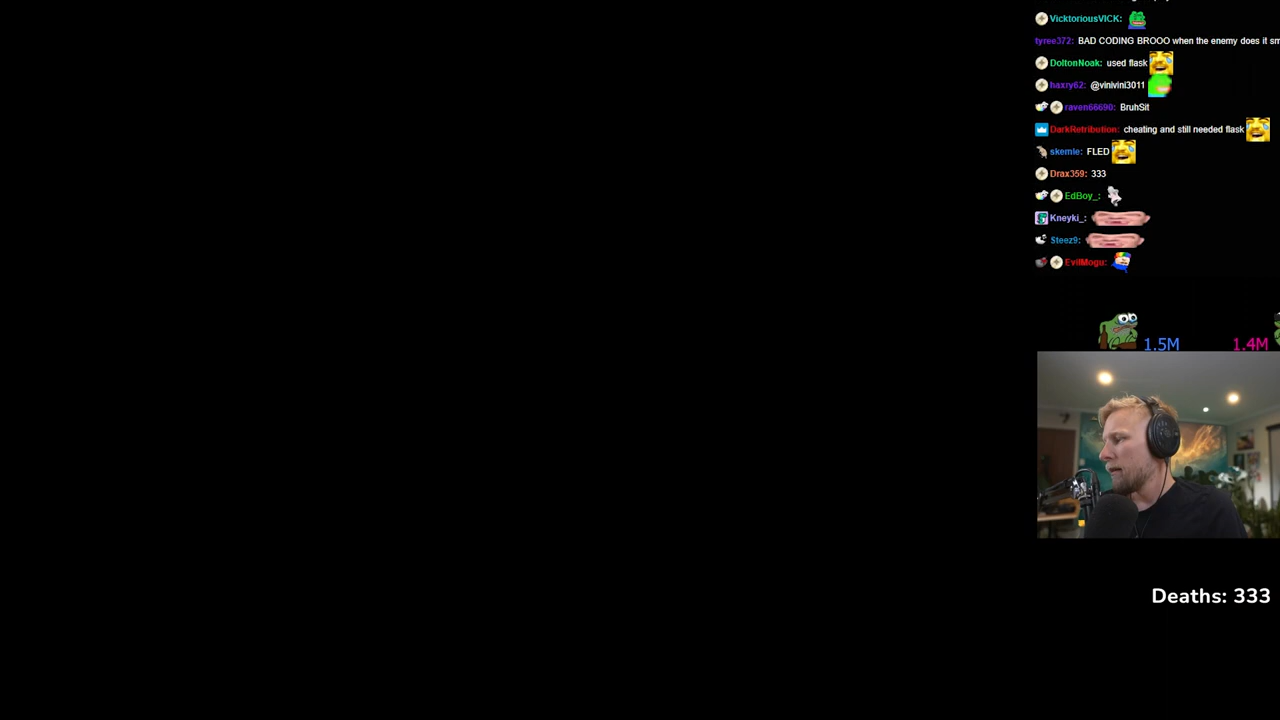 VicktoriousVICK:
tyree372: BAD CODING BROOO when the enemy does it sm
DoltonNoak: used flask
haxry62: @vinivini3011
raven66690: BruhSit
DarkRetribution: cheating and still needed flask
skemle: FLED
Drax359: 333
EdBoy_:
Kneyki_:
Steez9:
EvilMogu:
1.5M 1.4M
Deaths: 333